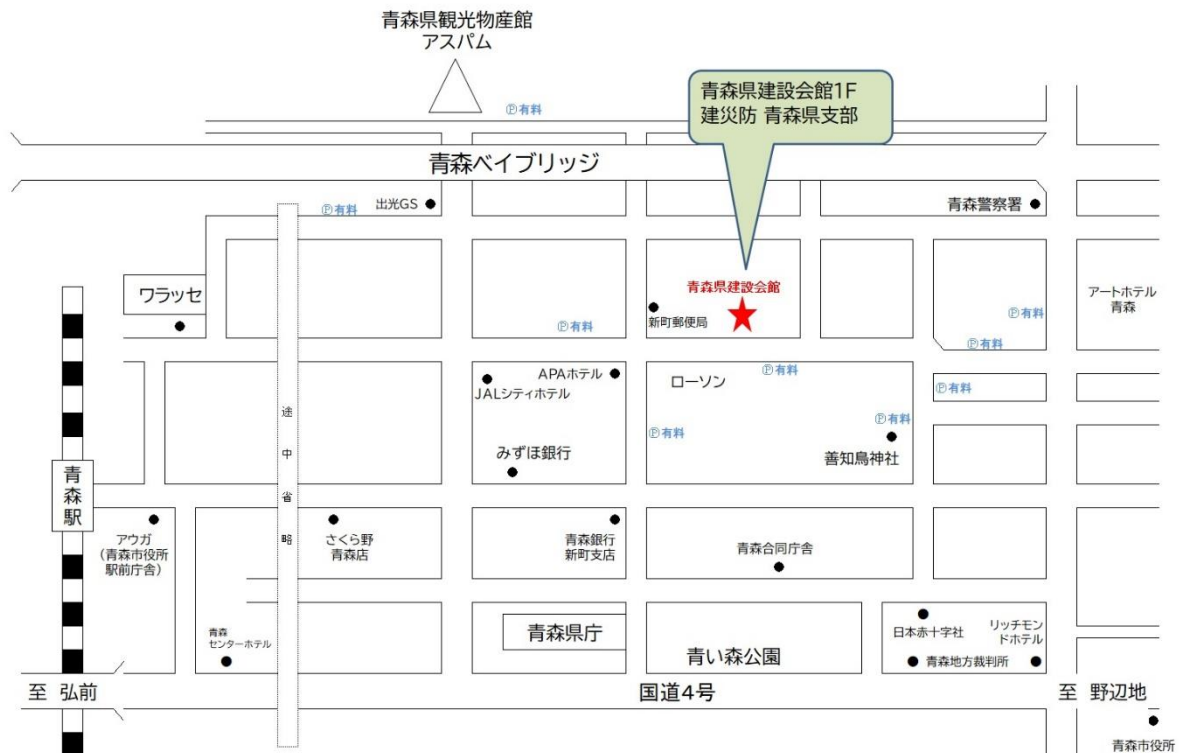 青森県観光物産館
アスパム
Ⓟ有料
青森県建設会館1F
建災防 青森県支部
青森ベイブリッジ
Ⓟ有料
出光GS
青森警察署
ワラッセ
青森県建設会館
新町郵便局
Ⓟ有料
Ⓟ有料
Ⓟ有料
アートホテル
青森
APAホテル
JALシティホテル
ローソン
Ⓟ有料
Ⓟ有料
Ⓟ有料
Ⓟ有料
みずほ銀行
善知鳥神社
途中省略
青森駅
アウガ
(青森市役所
駅前庁舎)
さくら野
青森店
青森銀行
新町支店
青森合同庁舎
青森
センターホテル
青森県庁
青い森公園
日本赤十字社
リッチモン
ドホテル
青森地方裁判所
至 弘前
国道4号
至 野辺地
青森市役所